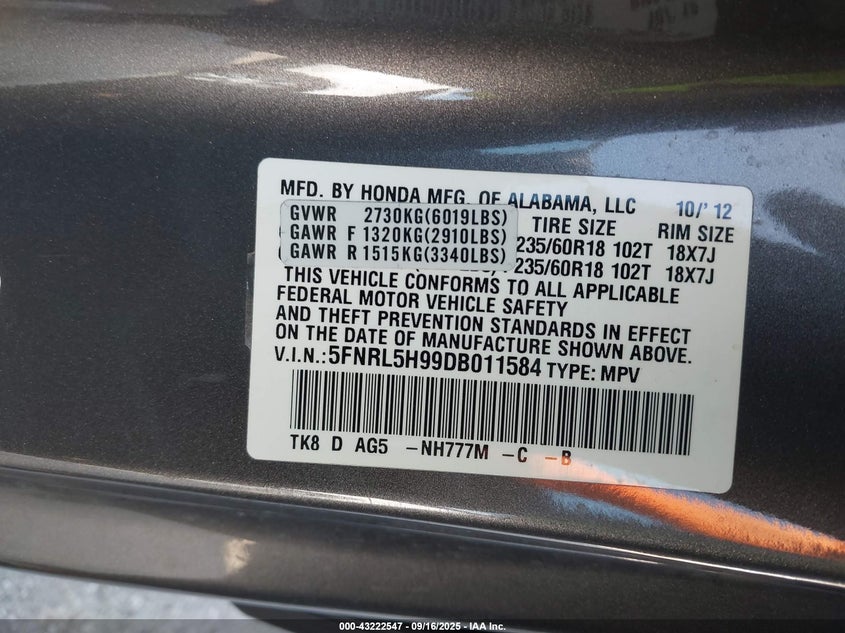 MFD. BY HONDA MFG. OF ALABAMA, LLC 10/'12
GVWR 2730KG(6019LBS) TIRE SIZE RIM SIZE
GAWR F 1320KG(2910LBS) 235/60R18 102T 18X7J
GAWR R 1515KG(3340LBS) 235/60R18 102T 18X7J
THIS VEHICLE CONFORMS TO ALL APPLICABLE
FEDERAL MOTOR VEHICLE SAFETY
AND THEFT PREVENTION STANDARDS IN EFFECT
ON THE DATE OF MANUFACTURE SHOWN ABOVE.
V.I.N.: 5FNRL5H99DB011584 TYPE: MPV
TK8 D AG5 -NH777M -C -B
000-43222547 - 09/16/2025 - IAA Inc.